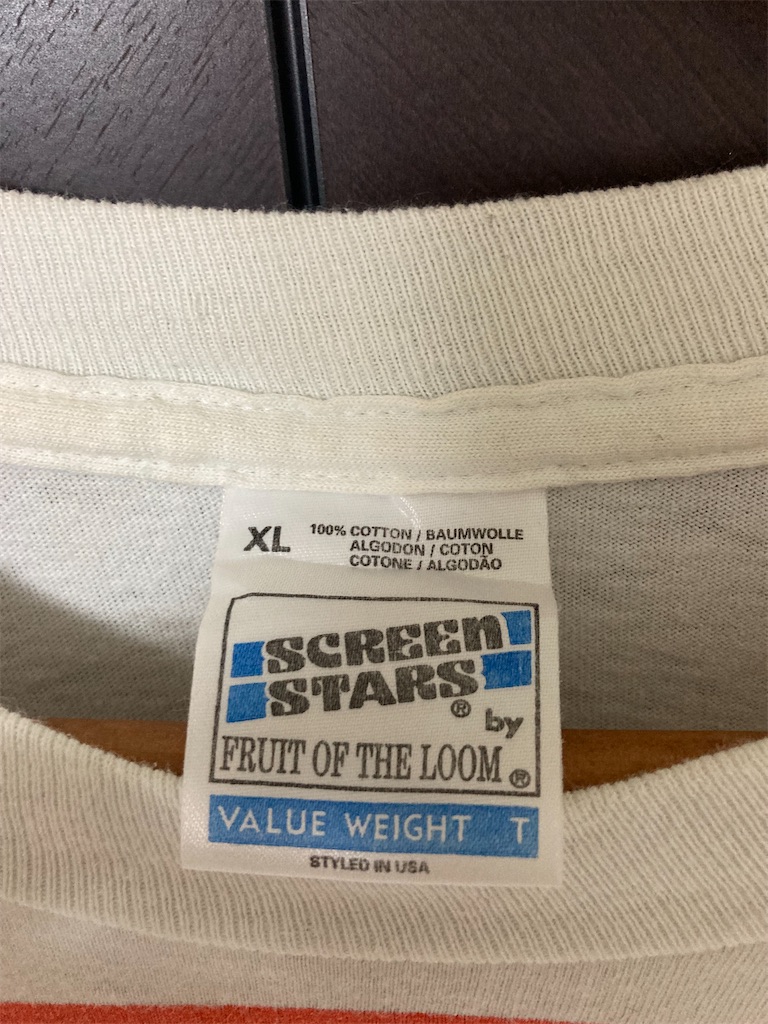 XL 100% COTTON / BAUMWOLLE
ALGODON / COTON
COTONE / ALGODÃO
SCREEN
STARS® by
FRUIT OF THE LOOM®
VALUE WEIGHT T
STYLED IN USA